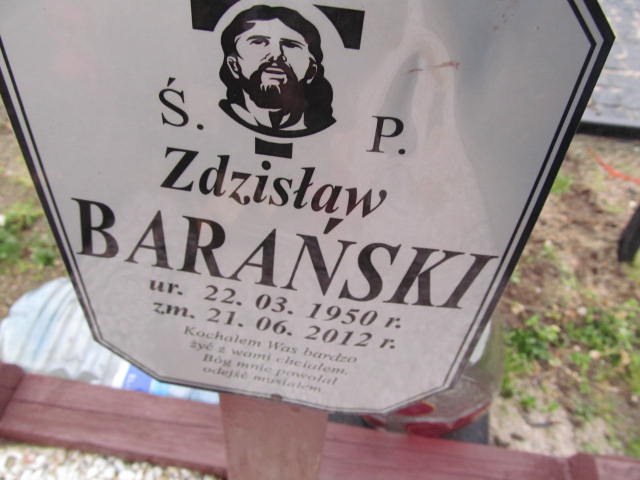 Ś. P.
Zdzisław
BARAŃSKI
ur. 22. 03. 1950 r.
zm. 21. 06. 2012 r.
Kochałem Was bardzo
żyć z wami chciałem.
Bóg mnie powołał
odejść musiałem